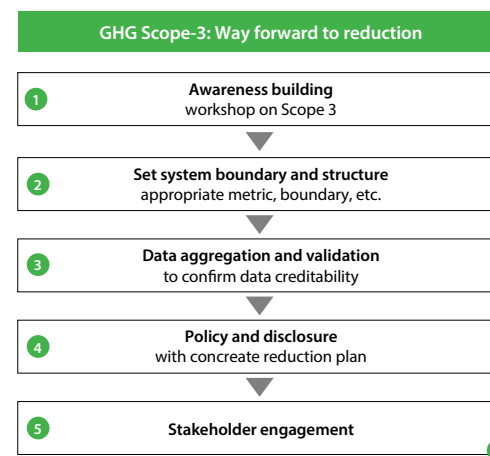 GHG Scope-3: Way forward to reduction
1
Awareness building
workshop on Scope 3
2
Set system boundary and structure
appropriate metric, boundary, etc.
3
Data aggregation and validation
to confirm data creditability
4
Policy and disclosure
with concreate reduction plan
5
Stakeholder engagement